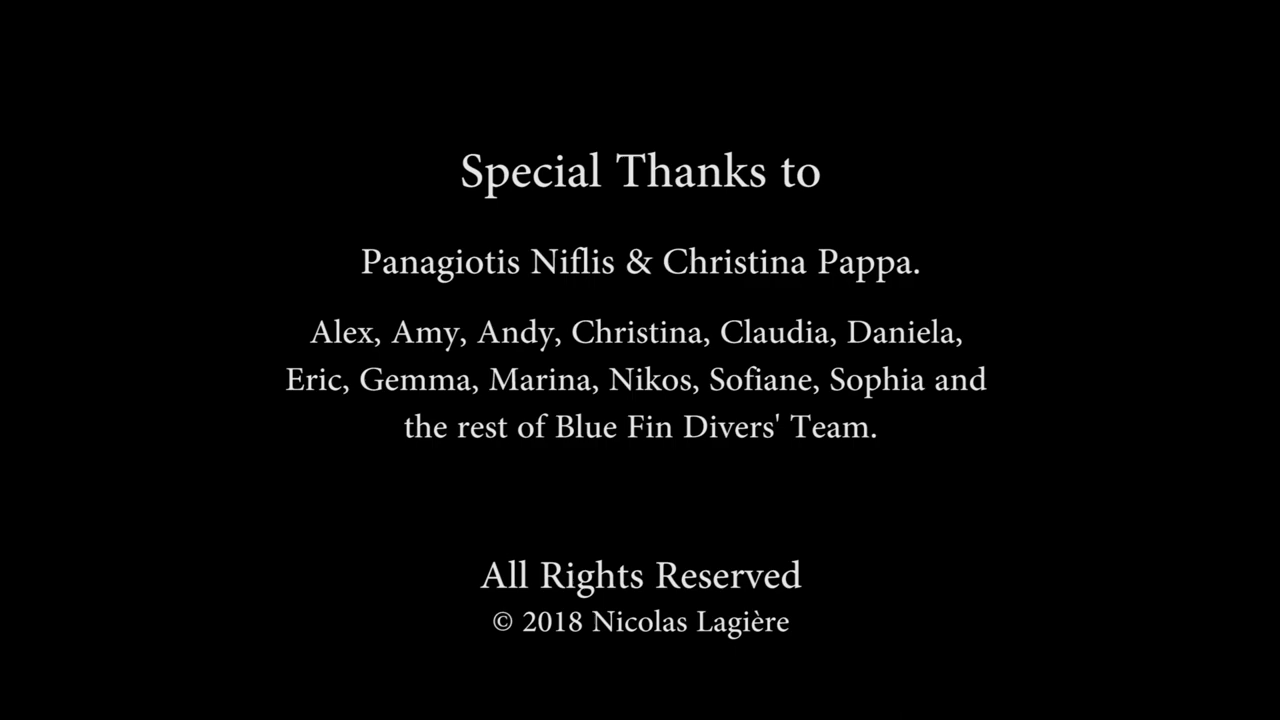 Special Thanks to
Panagiotis Niflis & Christina Pappa.
Alex, Amy, Andy, Christina, Claudia, Daniela,
Eric, Gemma, Marina, Nikos, Sofiane, Sophia and
the rest of Blue Fin Divers' Team.
All Rights Reserved
© 2018 Nicolas Lagière